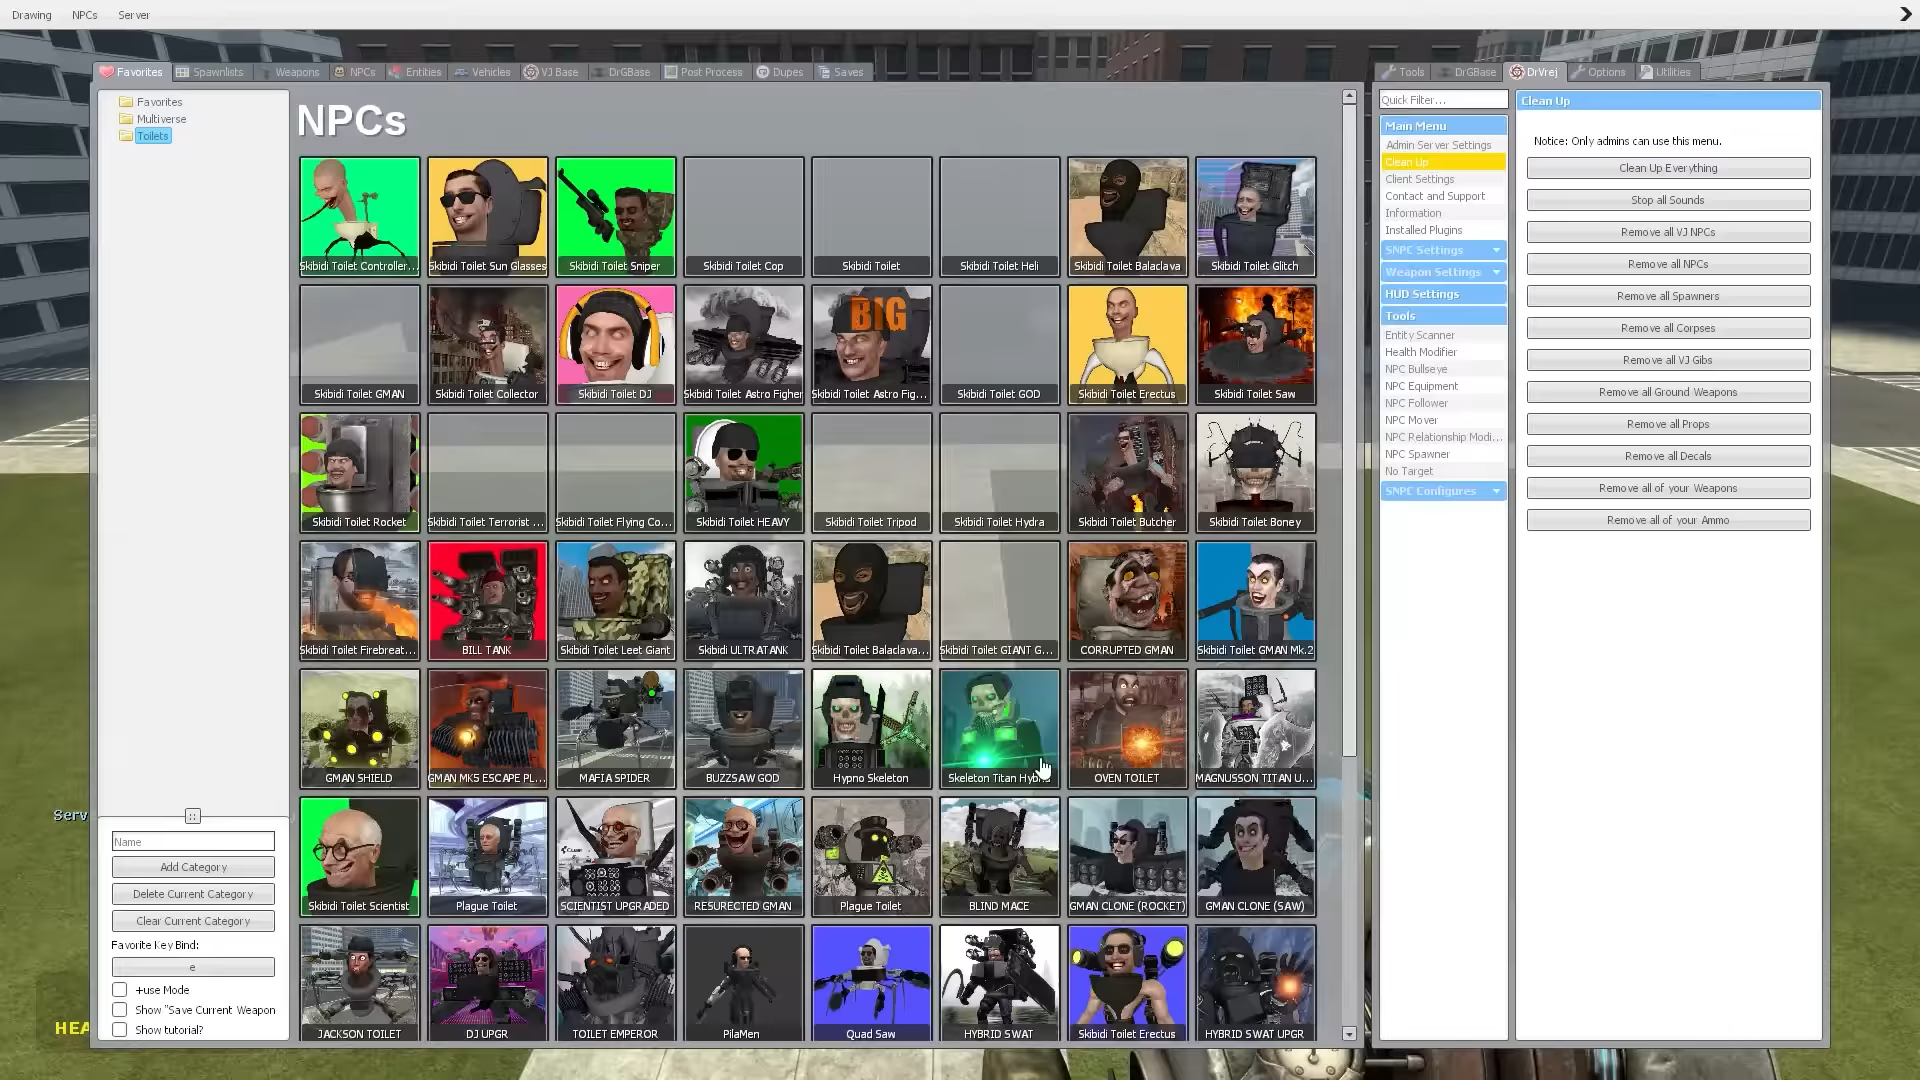 Drawing NPCs Server
Favorites Spawnlists Weapons NPCs Entities Vehicles VJ Base DrGBase Post Process Dupes Saves
Tools DrGBase DrVrej Options Utilities
Favorites
Multiverse
Toilets
NPCs
Skibidi Toilet Controller...
Skibidi Toilet Sun Glasses
Skibidi Toilet Sniper
Skibidi Toilet Cop
Skibidi Toilet
Skibidi Toilet Heli
Skibidi Toilet Balaclava
Skibidi Toilet Glitch
Skibidi Toilet GMAN
Skibidi Toilet Collector
Skibidi Toilet DJ
Skibidi Toilet Astro Figher
BIG
Skibidi Toilet Astro Fig...
Skibidi Toilet GOD
Skibidi Toilet Erectus
Skibidi Toilet Saw
Skibidi Toilet Rocket
Skibidi Toilet Terrorist ...
Skibidi Toilet Flying Co...
Skibidi Toilet HEAVY
Skibidi Toilet Tripod
Skibidi Toilet Hydra
Skibidi Toilet Butcher
Skibidi Toilet Boney
Skibidi Toilet Firebreat...
BILL TANK
Skibidi Toilet Leet Giant
Skibidi ULTRATANK
Skibidi Toilet Balaclava...
Skibidi Toilet GIANT G...
CORRUPTED GMAN
Skibidi Toilet GMAN Mk.2
GMAN SHIELD
GMAN MK5 ESCAPE PL...
MAFIA SPIDER
BUZZSAW GOD
Hypno Skeleton
Skeleton Titan Hyb
OVEN TOILET
MAGNUSSON TITAN U...
Skibidi Toilet Scientist
Plague Toilet
SCIENTIST UPGRADED
RESURECTED GMAN
Plague Toilet
BLIND MACE
GMAN CLONE (ROCKET)
GMAN CLONE (SAW)
JACKSON TOILET
DJ UPGR
TOILET EMPEROR
PilaMen
Quad Saw
HYBRID SWAT
Skibidi Toilet Erectus
HYBRID SWAT UPGR
Serv
Name
Add Category
Delete Current Category
Clear Current Category
Favorite Key Bind:
e
+use Mode
Show "Save Current Weapon
Show tutorial?
HEA
Quick Filter...
Main Menu
Admin Server Settings
Clean Up
Client Settings
Contact and Support
Information
Installed Plugins
SNPC Settings
Weapon Settings
HUD Settings
Tools
Entity Scanner
Health Modifier
NPC Bullseye
NPC Equipment
NPC Follower
NPC Mover
NPC Relationship Modi...
NPC Spawner
No Target
SNPC Configures
Clean Up
Notice: Only admins can use this menu.
Clean Up Everything
Stop all Sounds
Remove all VJ NPCs
Remove all NPCs
Remove all Spawners
Remove all Corpses
Remove all VJ Gibs
Remove all Ground Weapons
Remove all Props
Remove all Decals
Remove all of your Weapons
Remove all of your Ammo